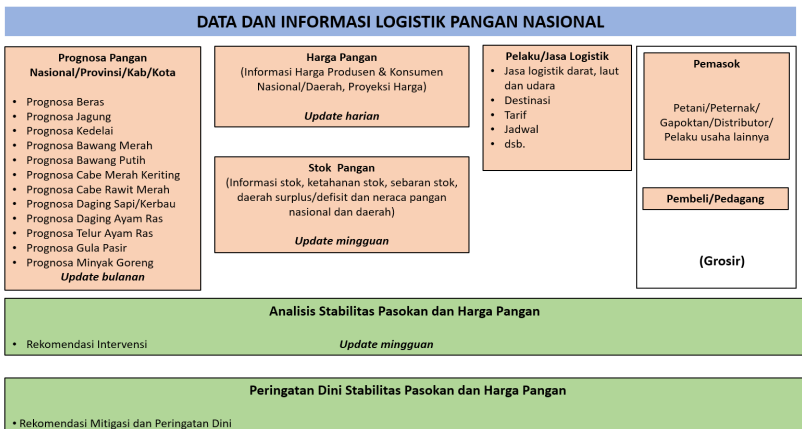 DATA DAN INFORMASI LOGISTIK PANGAN NASIONAL
Prognosa Pangan
Nasional/Provinsi/Kab/Kota
• Prognosa Beras
• Prognosa Jagung
• Prognosa Kedelai
• Prognosa Bawang Merah
• Prognosa Bawang Putih
• Prognosa Cabe Merah Keriting
• Prognosa Cabe Rawit Merah
• Prognosa Daging Sapi/Kerbau
• Prognosa Daging Ayam Ras
• Prognosa Telur Ayam Ras
• Prognosa Gula Pasir
• Prognosa Minyak Goreng
Update bulanan
Harga Pangan
(Informasi Harga Produsen & Konsumen
Nasional/Daerah, Proyeksi Harga)
Update harian
Stok Pangan
(Informasi stok, ketahanan stok, sebaran stok,
daerah surplus/defisit dan neraca pangan
nasional dan daerah)
Update mingguan
Pelaku/Jasa Logistik
• Jasa logistik darat, laut
dan udara
• Destinasi
• Tarif
• Jadwal
• dsb.
Pemasok
Petani/Peternak/
Gapoktan/Distributor/
Pelaku usaha lainnya
Pembeli/Pedagang
(Grosir)
Analisis Stabilitas Pasokan dan Harga Pangan
• Rekomendasi Intervensi
Update mingguan
Peringatan Dini Stabilitas Pasokan dan Harga Pangan
• Rekomendasi Mitigasi dan Peringatan Dini